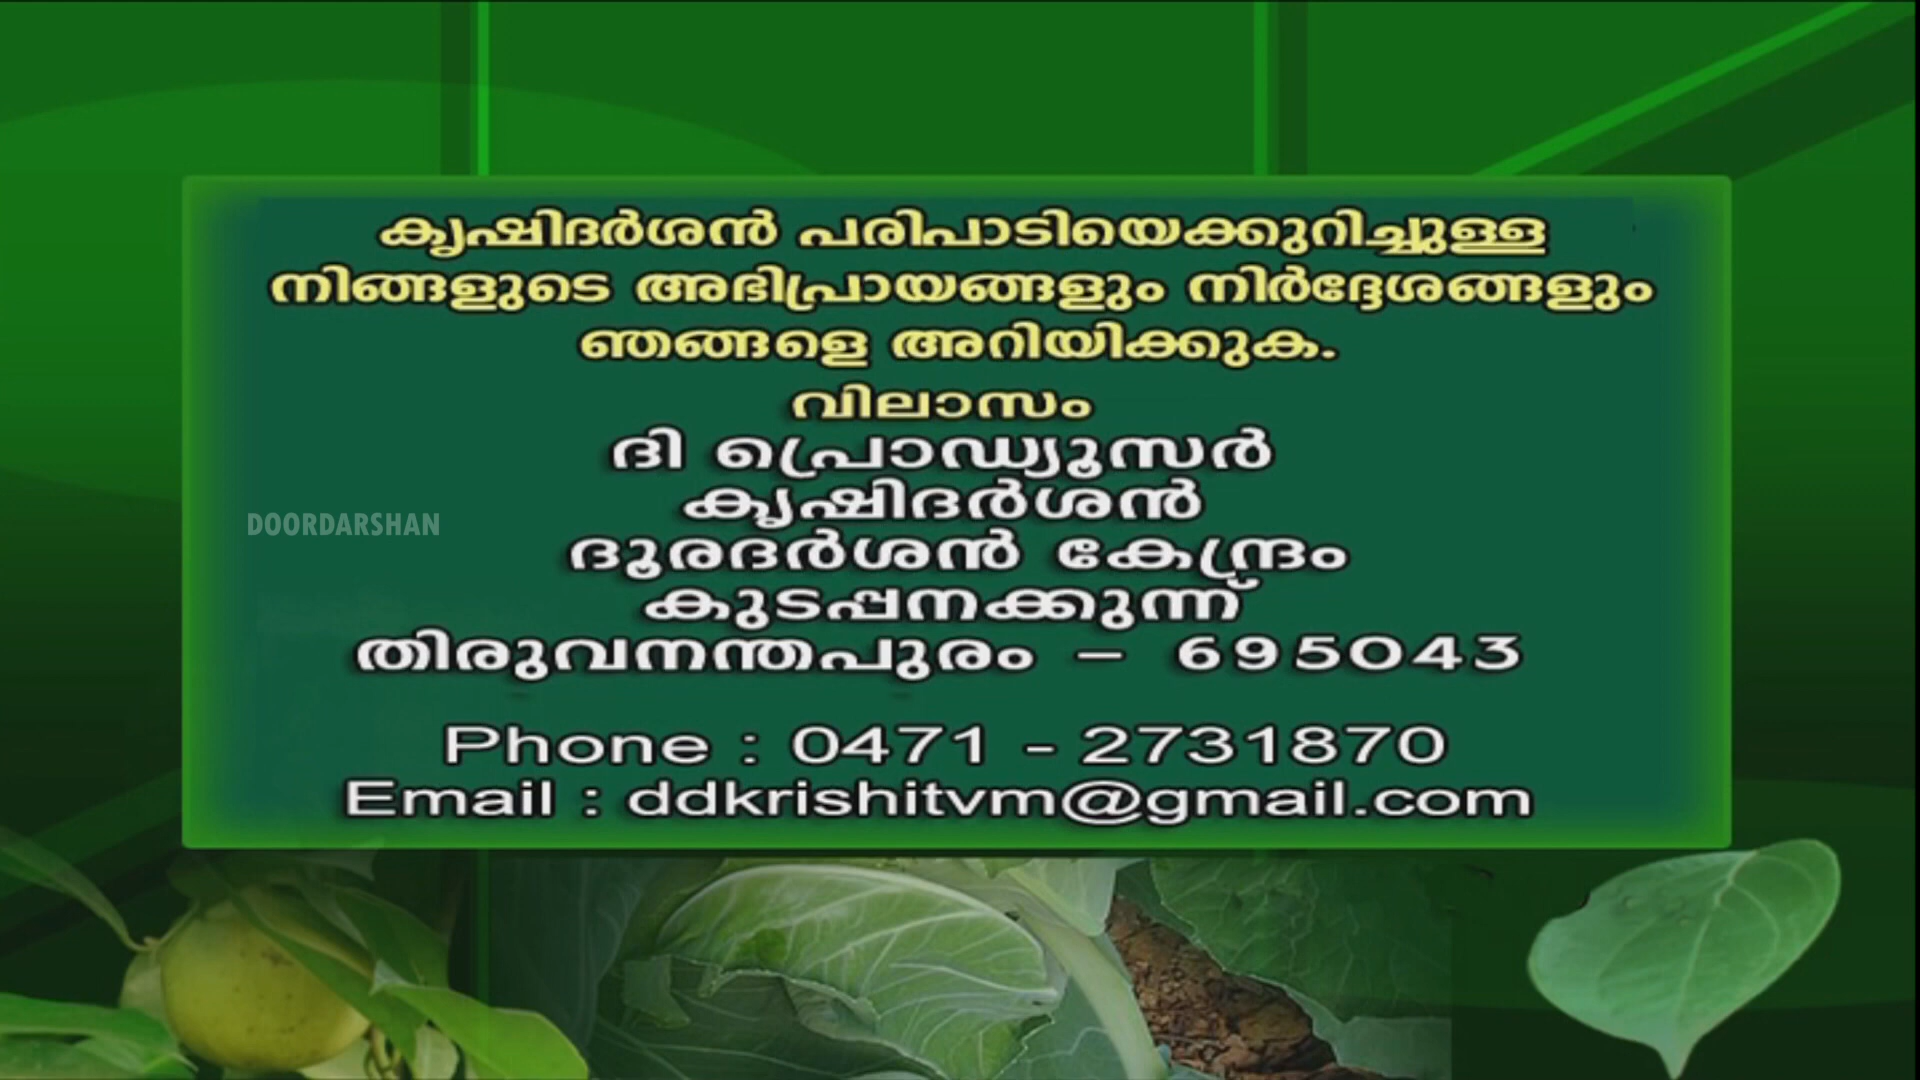 കൃഷിദർശൻ പരിപാടിയെക്കുറിച്ചുള്ള
നിങ്ങളുടെ അഭിപ്രായങ്ങളും നിർദ്ദേശങ്ങളും
ഞങ്ങളെ അറിയിക്കുക.
വിലാസം
ദി പ്രൊഡ്യൂസർ
കൃഷിദർശൻ
DOORDARSHAN
ദൂരദർശൻ കേന്ദ്രം
കുടപ്പനക്കുന്ന്
തിരുവനന്തപുരം – 695043
Phone : 0471 - 2731870
Email : ddkrishitvm@gmail.com